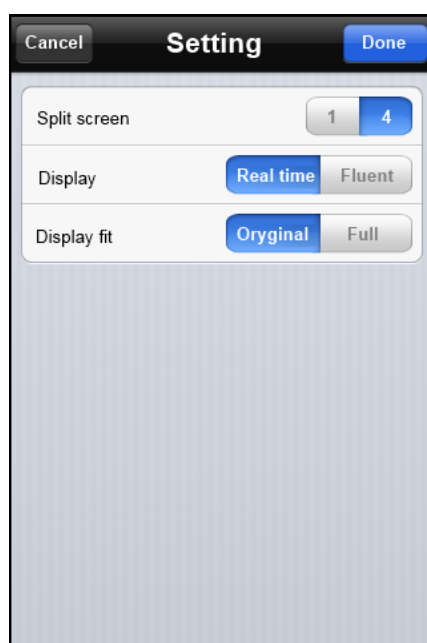 Cancel Setting Done
Split screen 1 4
Display Real time Fluent
Display fit Oryginal Full